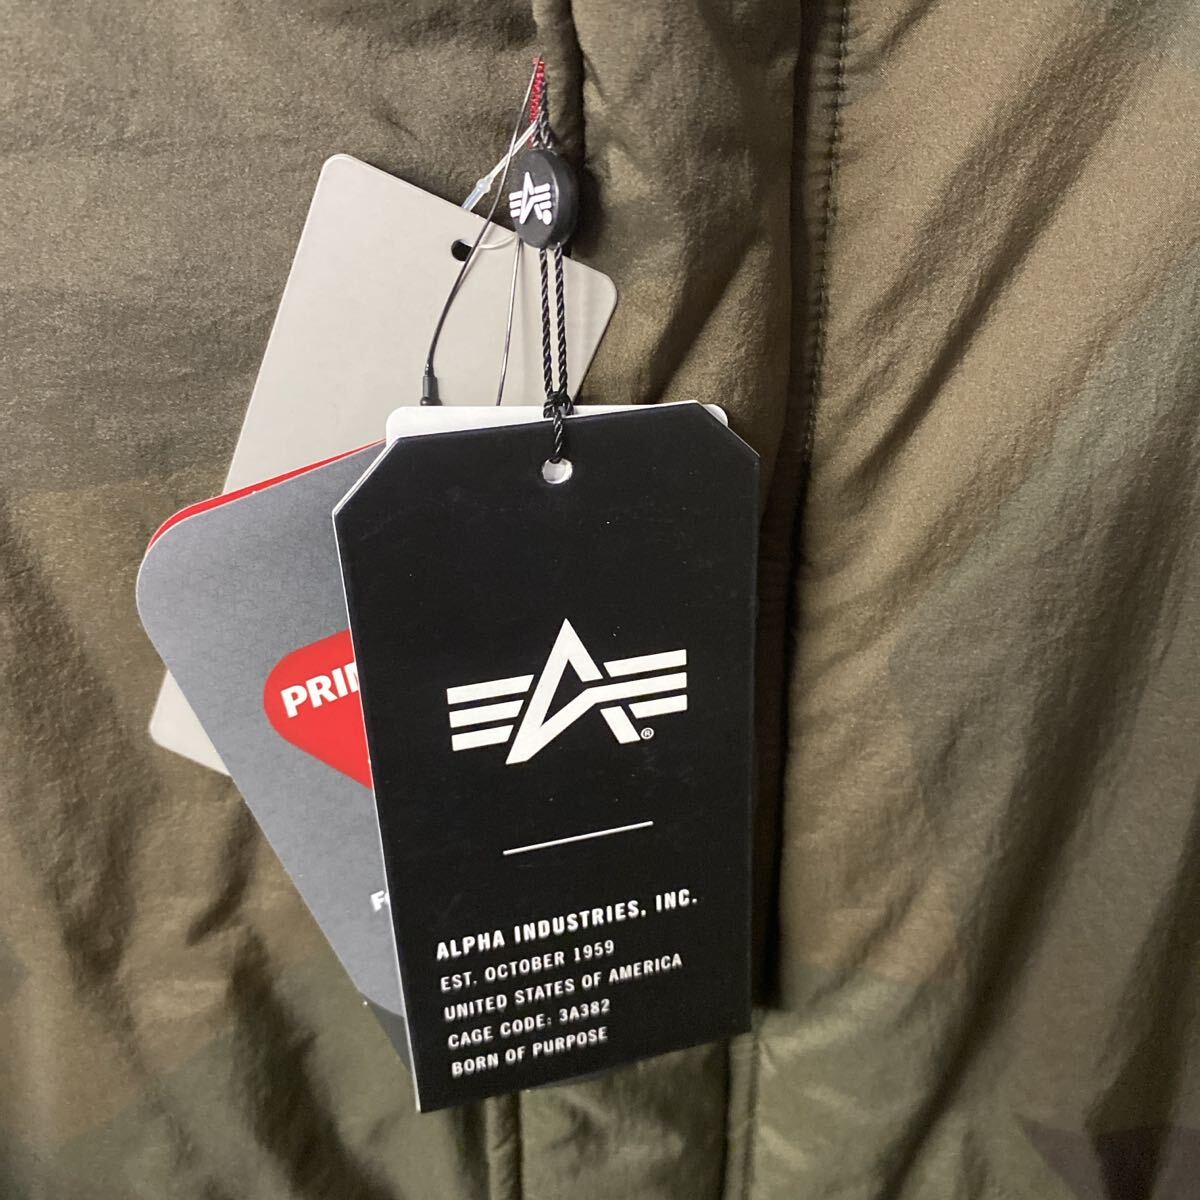 ALPHA INDUSTRIES, INC.
EST. OCTOBER 1959
UNITED STATES OF AMERICA
CAGE CODE: 3A382
BORN OF PURPOSE